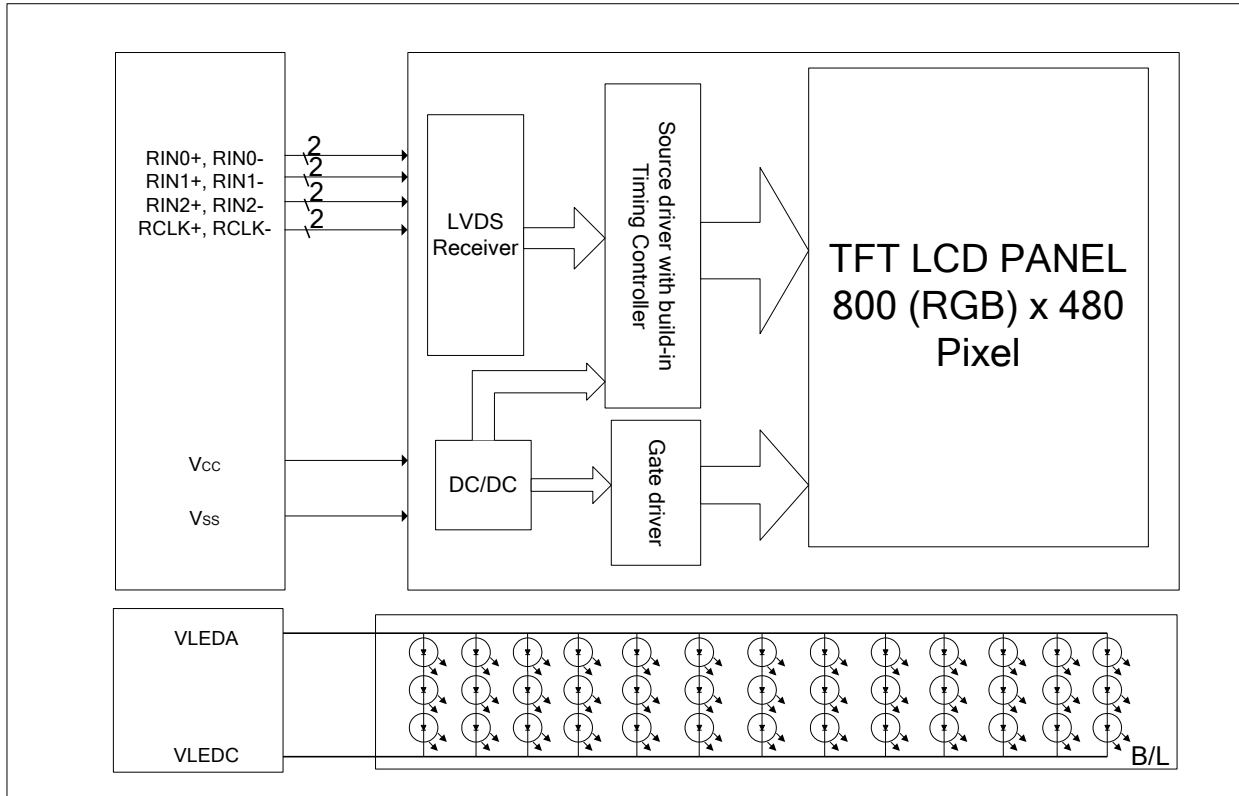 RIN0+, RIN0-
2
RIN1+, RIN1-
2
RIN2+, RIN2-
2
RCLK+, RCLK-
2
LVDS
Receiver
Source driver with build-in
Timing Controller
TFT LCD PANEL
800 (RGB) x 480
Pixel
Vcc
Vss
DC/DC
Gate driver
VLEDA
VLEDC
B/L